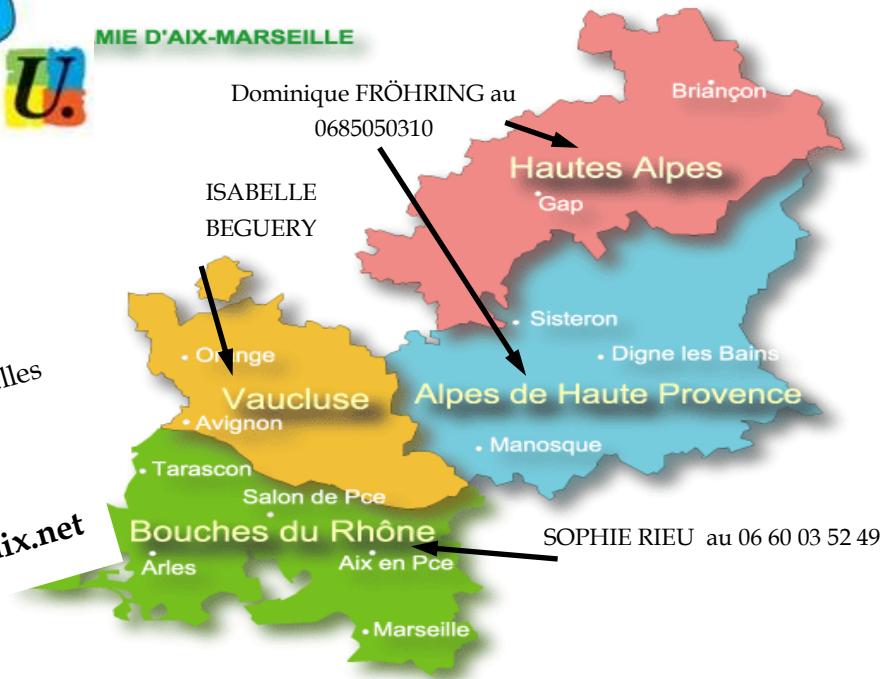 U.
MIE D'AIX-MARSEILLE
Dominique FRÖHRING au
0685050310
Briançon
Hautes Alpes
Gap
ISABELLE
BEGUERY
Sisteron
Orange
Digne les Bains
lles
Vaucluse
Alpes de Haute Provence
Avignon
Manosque
Tarascon
Salon de Pce
ix.net
Bouches du Rhône
SOPHIE RIEU au 06 60 03 52 49
Arles
Aix en Pce
Marseille